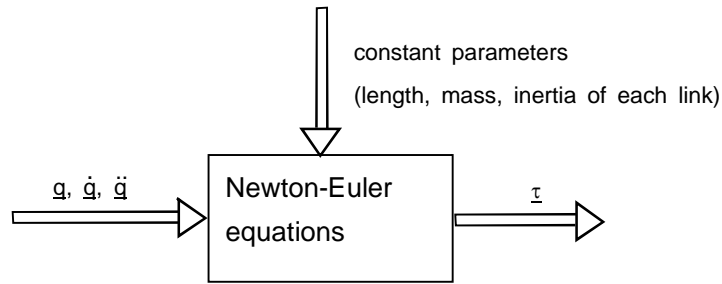 constant parameters
(length, mass, inertia of each link)
q, q̇, q̈
Newton-Euler
equations
τ